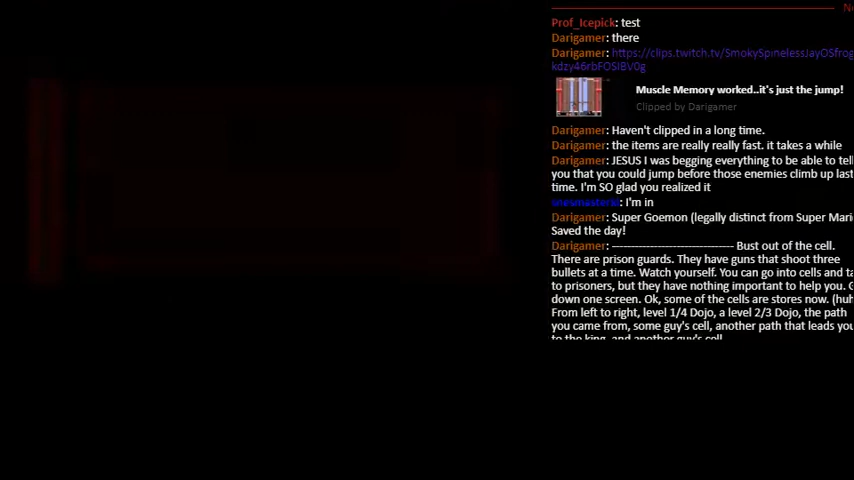 Prof_Icepick: test
Darigamer: there
Darigamer: https://clips.twitch.tv/SmokySpinelessJayOSfrog
kdzy46rbFOSIBV0g
Muscle Memory worked..it's just the jump!
Clipped by Darigamer
Darigamer: Haven't clipped in a long time.
Darigamer: the items are really really fast. it takes a while
Darigamer: JESUS I was begging everything to be able to tell
you that you could jump before those enemies climb up last
time. I'm SO glad you realized it
: I'm in
Darigamer: Super Goemon (legally distinct from Super Mari
Saved the day!
Darigamer: --------------------------------- Bust out of the cell.
There are prison guards. They have guns that shoot three
bullets at a time. Watch yourself. You can go into cells and ta
to prisoners, but they have nothing important to help you. G
down one screen. Ok, some of the cells are stores now. (huh
From left to right, level 1/4 Dojo, a level 2/3 Dojo, the path
you came from, some guy's cell, another path that leads you
to the king, and another guy's cell